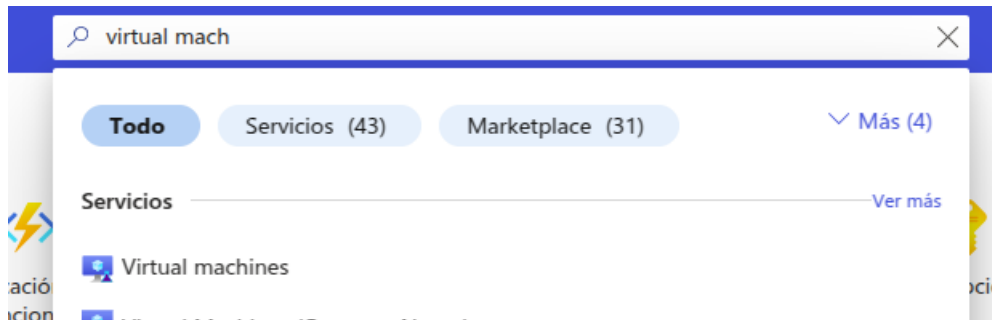 virtual mach
Todo Servicios (43) Marketplace (31) Más (4)
Servicios Ver más
Virtual machines